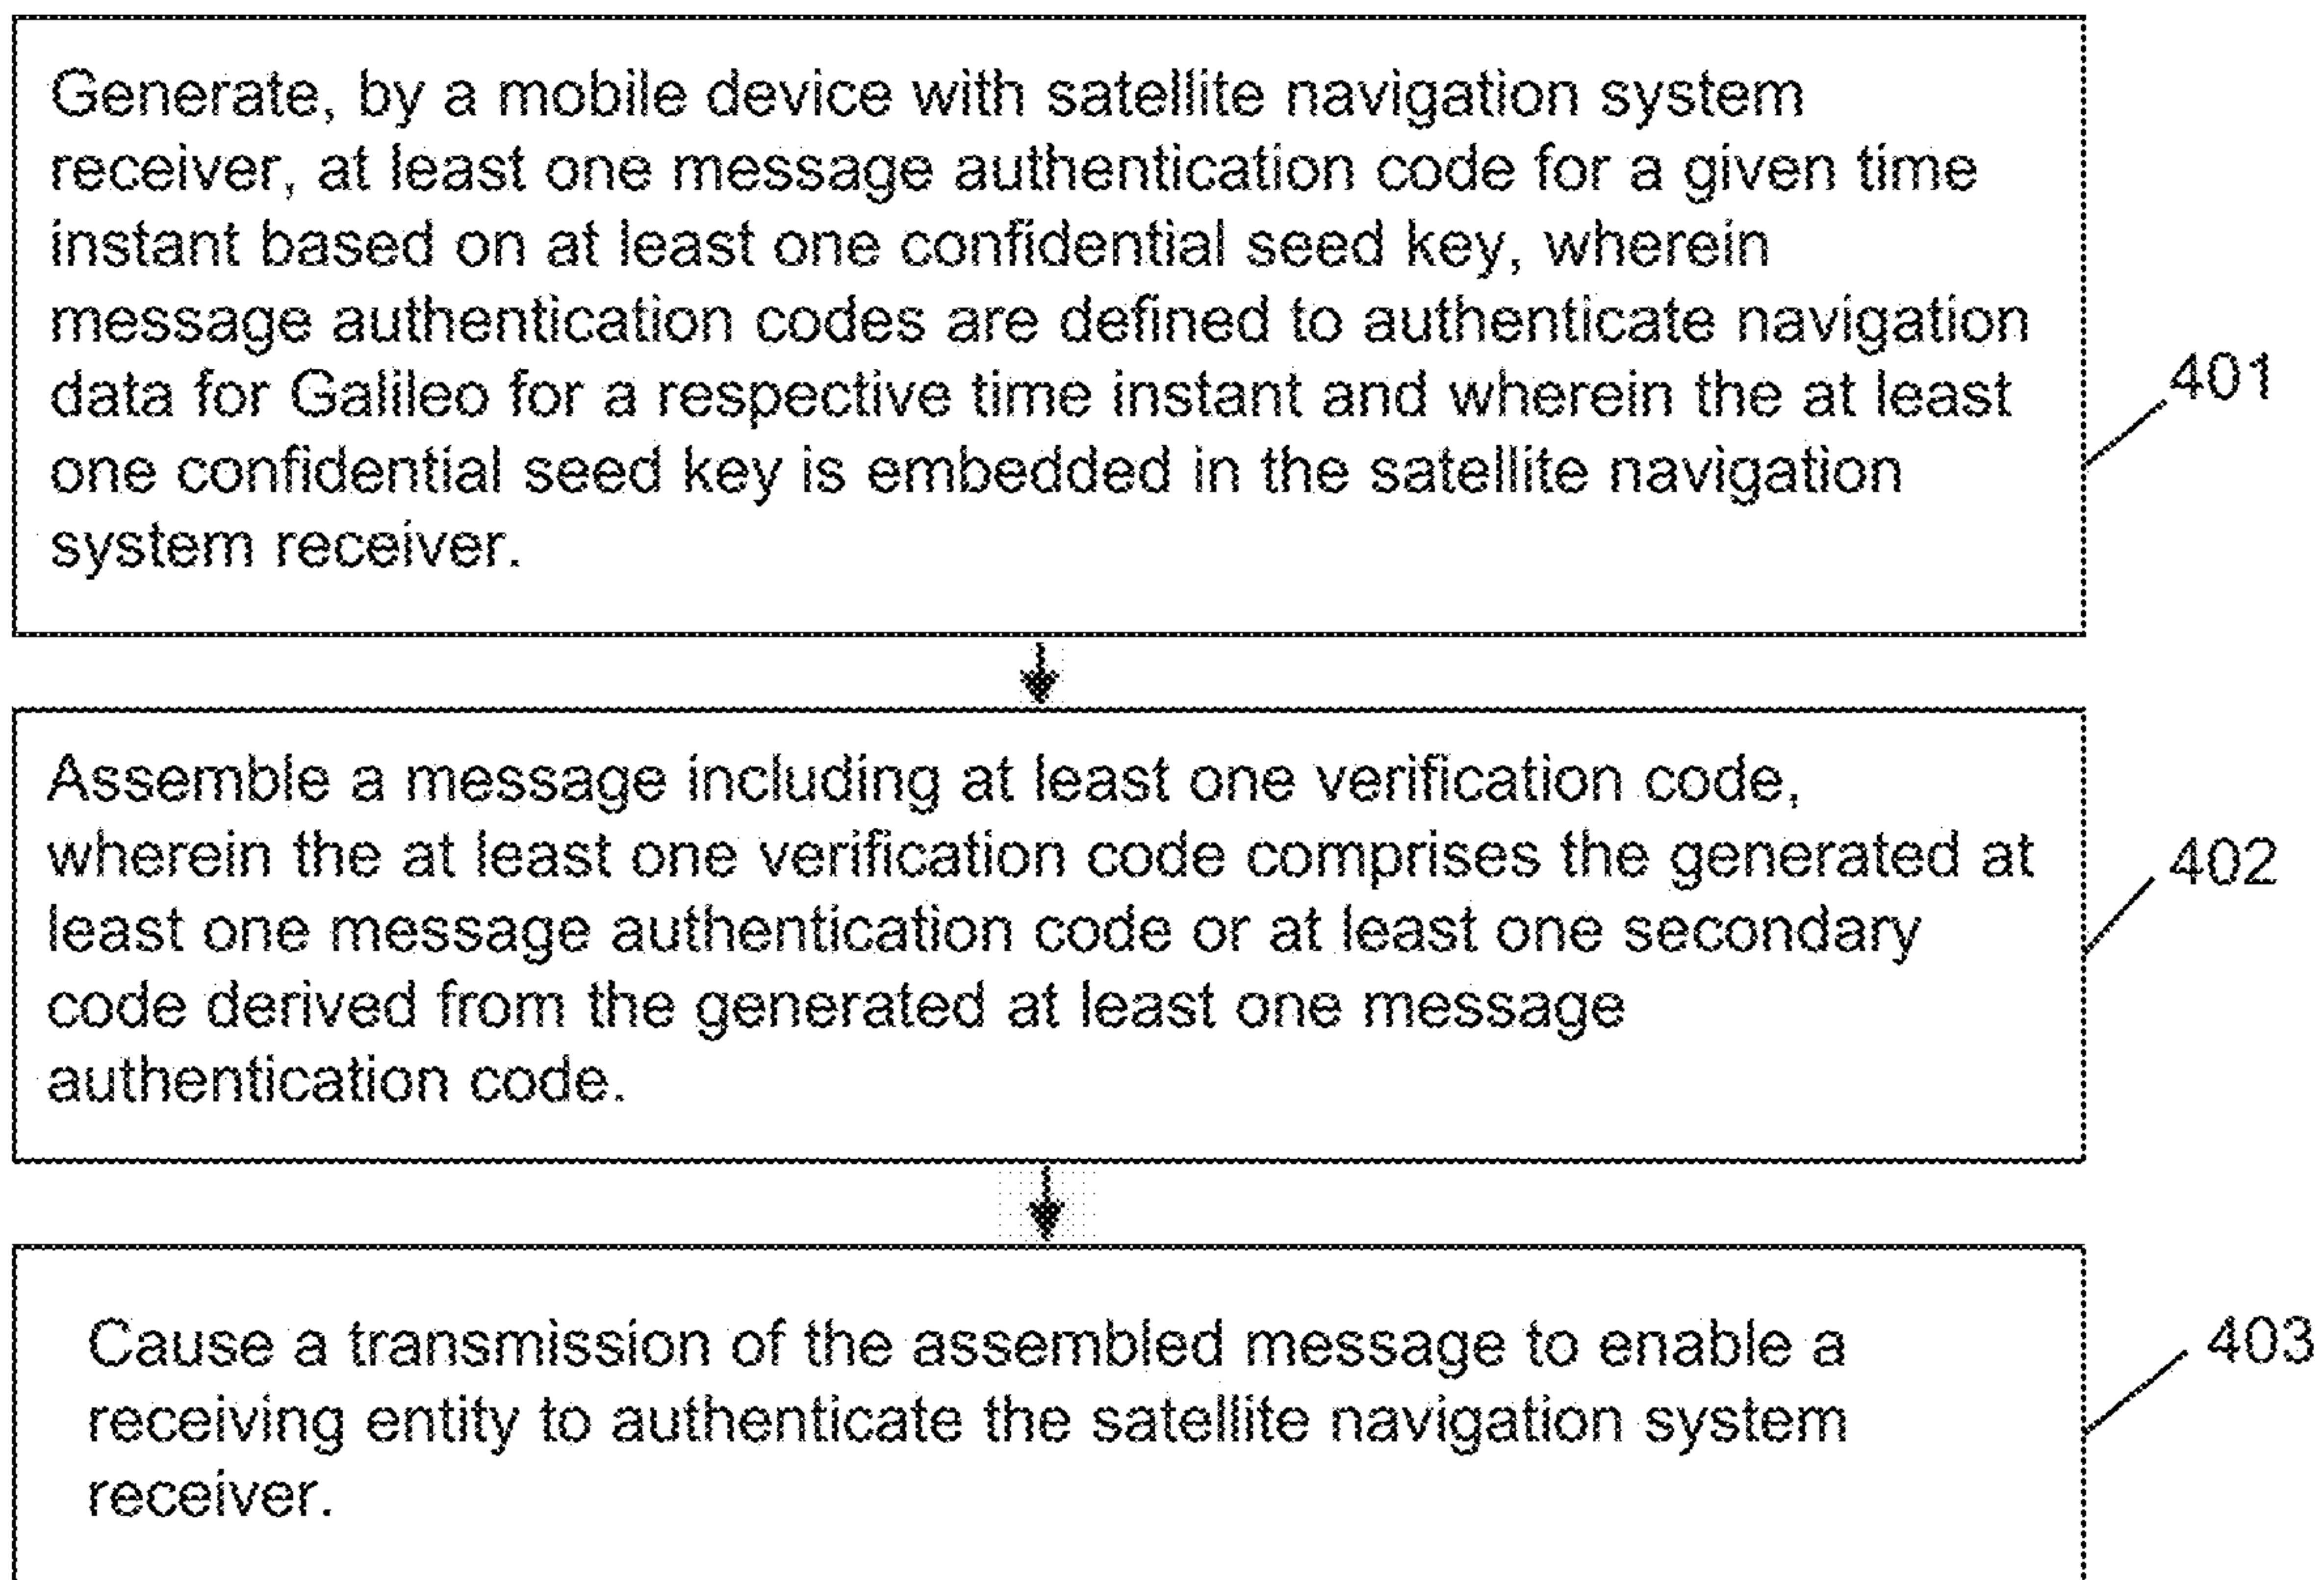 Generate, by a mobile device with satellite navigation system
receiver, at least one message authentication code for a given time
instant based on at least one confidential seed key, wherein
message authentication codes are defined to authenticate navigation
data for Galileo for a respective time instant and wherein the at least
one confidential seed key is embedded in the satellite navigation
system receiver.
401
Assemble a message including at least one verification code,
wherein the at least one verification code comprises the generated at
least one message authentication code or at least one secondary
code derived from the generated at least one message
authentication code.
402
Cause a transmission of the assembled message to enable a
receiving entity to authenticate the satellite navigation system
receiver.
403